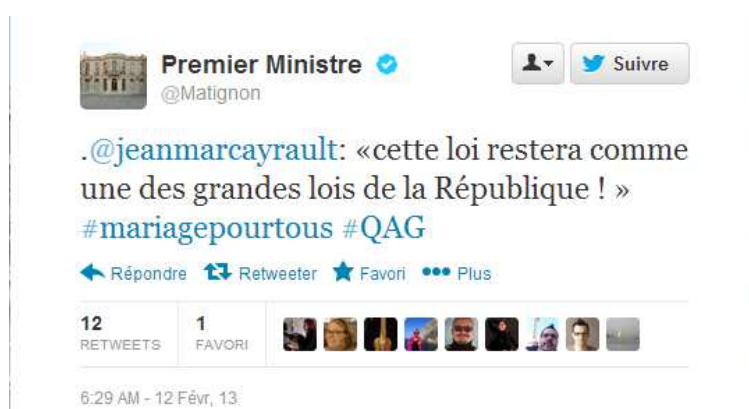 Premier Ministre
@Matignon
Suivre
.@jeanmarcayrault: «cette loi restera comme
une des grandes lois de la République ! »
#mariagepourtous #QAG
Répondre Retweeter Favori Plus
12 1
RETWEETS FAVORI
6:29 AM - 12 Févr, 13